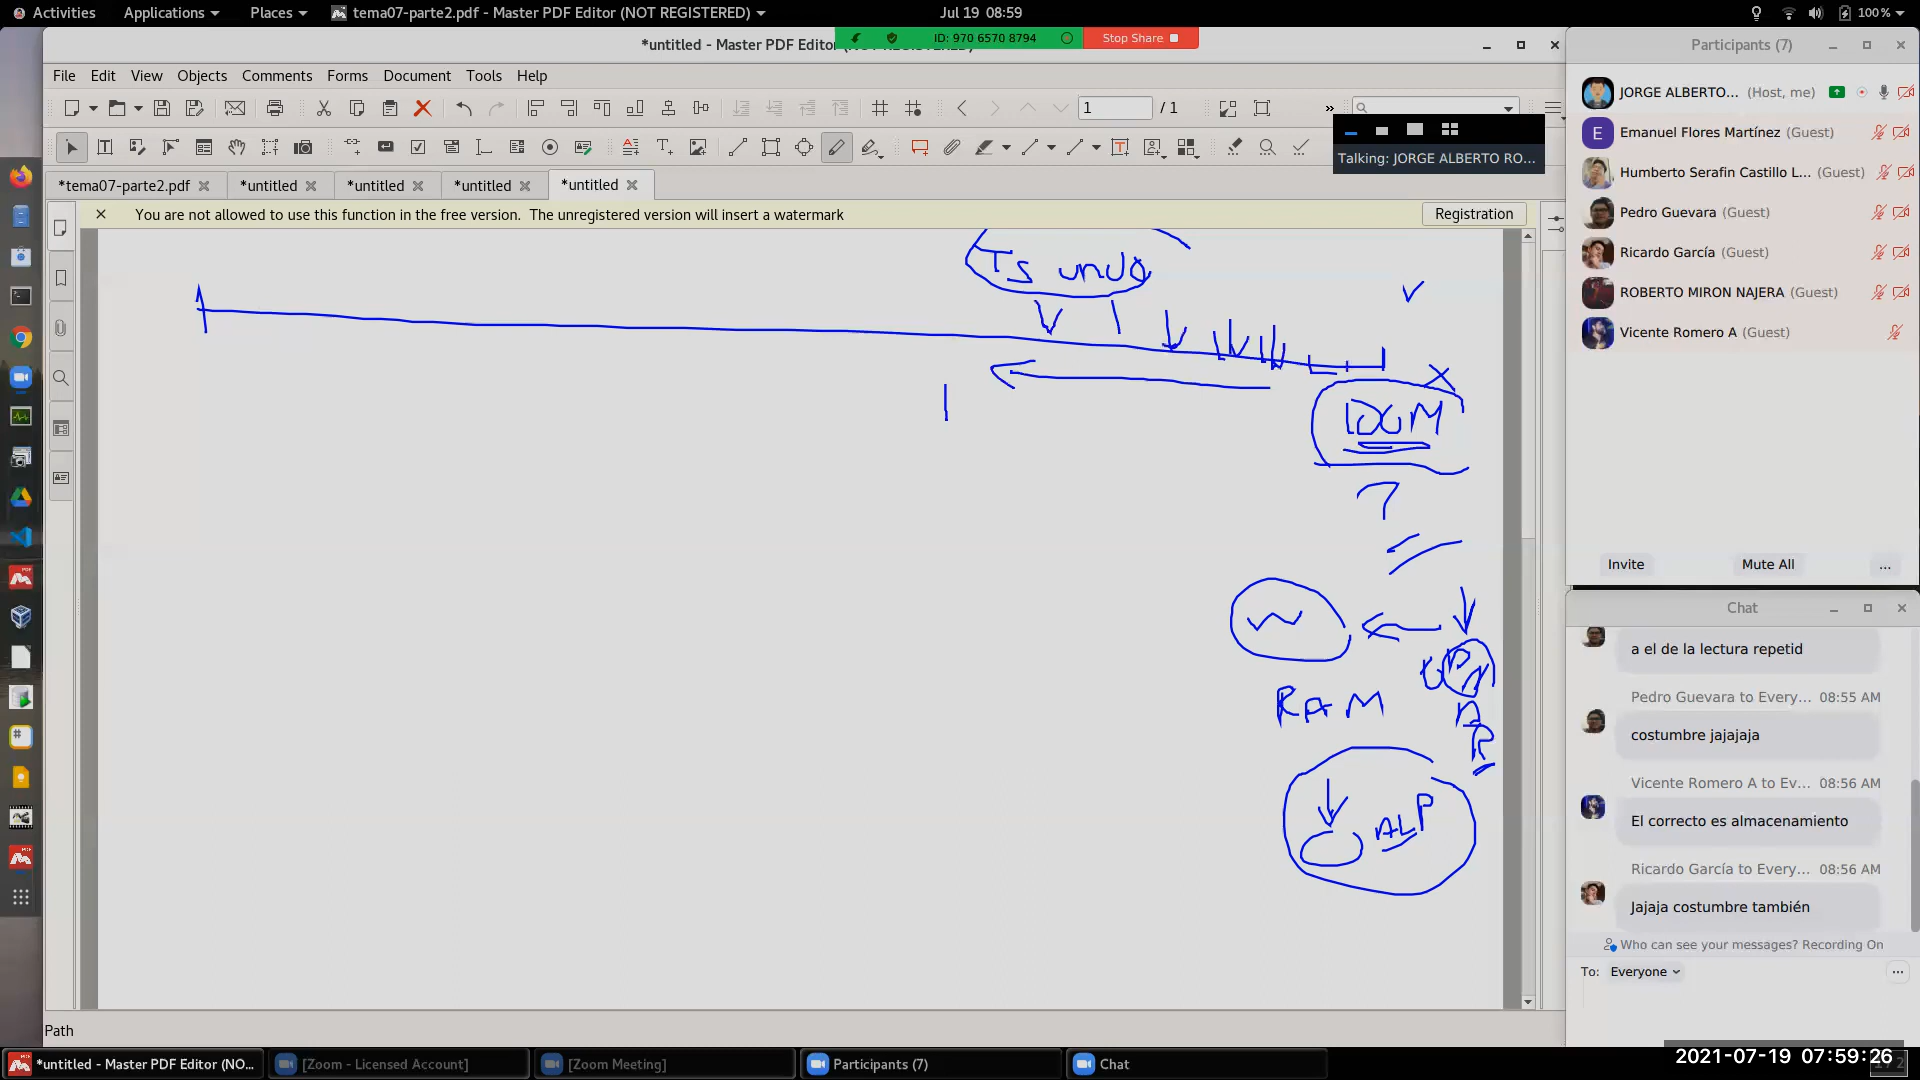 Activities Applications Places tema07-parte2.pdf - Master PDF Editor (NOT REGISTERED) Jul 19 08:59 100%
*untitled - Master PDF Editor
ID: 970 6570 8794 Stop Share
File Edit View Objects Comments Forms Document Tools Help
1 / 1
Talking: JORGE ALBERTO RO...
*tema07-parte2.pdf *untitled *untitled *untitled *untitled
You are not allowed to use this function in the free version. The unregistered version will insert a watermark
Registration
Ts undo
RAM
ALP
Path
Participants (7)
JORGE ALBERTO... (Host, me)
E Emanuel Flores Martínez (Guest)
Humberto Serafin Castillo L... (Guest)
Pedro Guevara (Guest)
Ricardo García (Guest)
ROBERTO MIRON NAJERA (Guest)
Vicente Romero A (Guest)
Invite Mute All ...
Chat
a el de la lectura repetid
Pedro Guevara to Every... 08:55 AM
costumbre jajajaja
Vicente Romero A to Ev... 08:56 AM
El correcto es almacenamiento
Ricardo García to Every... 08:56 AM
Jajaja costumbre también
Who can see your messages? Recording On
To: Everyone
*untitled - Master PDF Editor (NO... [Zoom - Licensed Account] [Zoom Meeting] Participants (7) Chat
2021-07-19 07:59:26